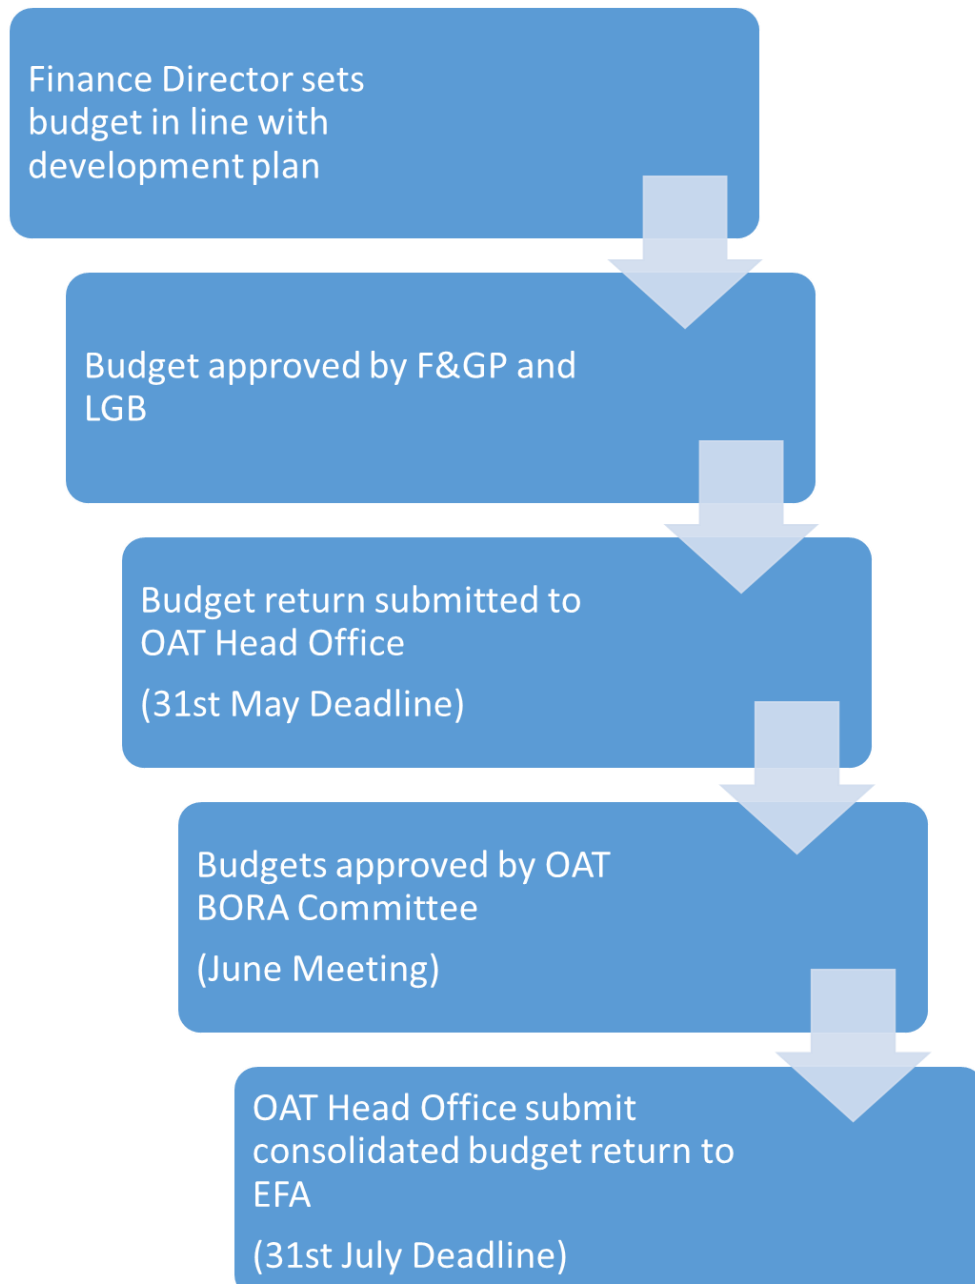 Finance Director sets
budget in line with
development plan
Budget approved by F&GP and
LGB
Budget return submitted to
OAT Head Office
(31st May Deadline)
Budgets approved by OAT
BORA Committee
(June Meeting)
OAT Head Office submit
consolidated budget return to
EFA
(31st July Deadline)